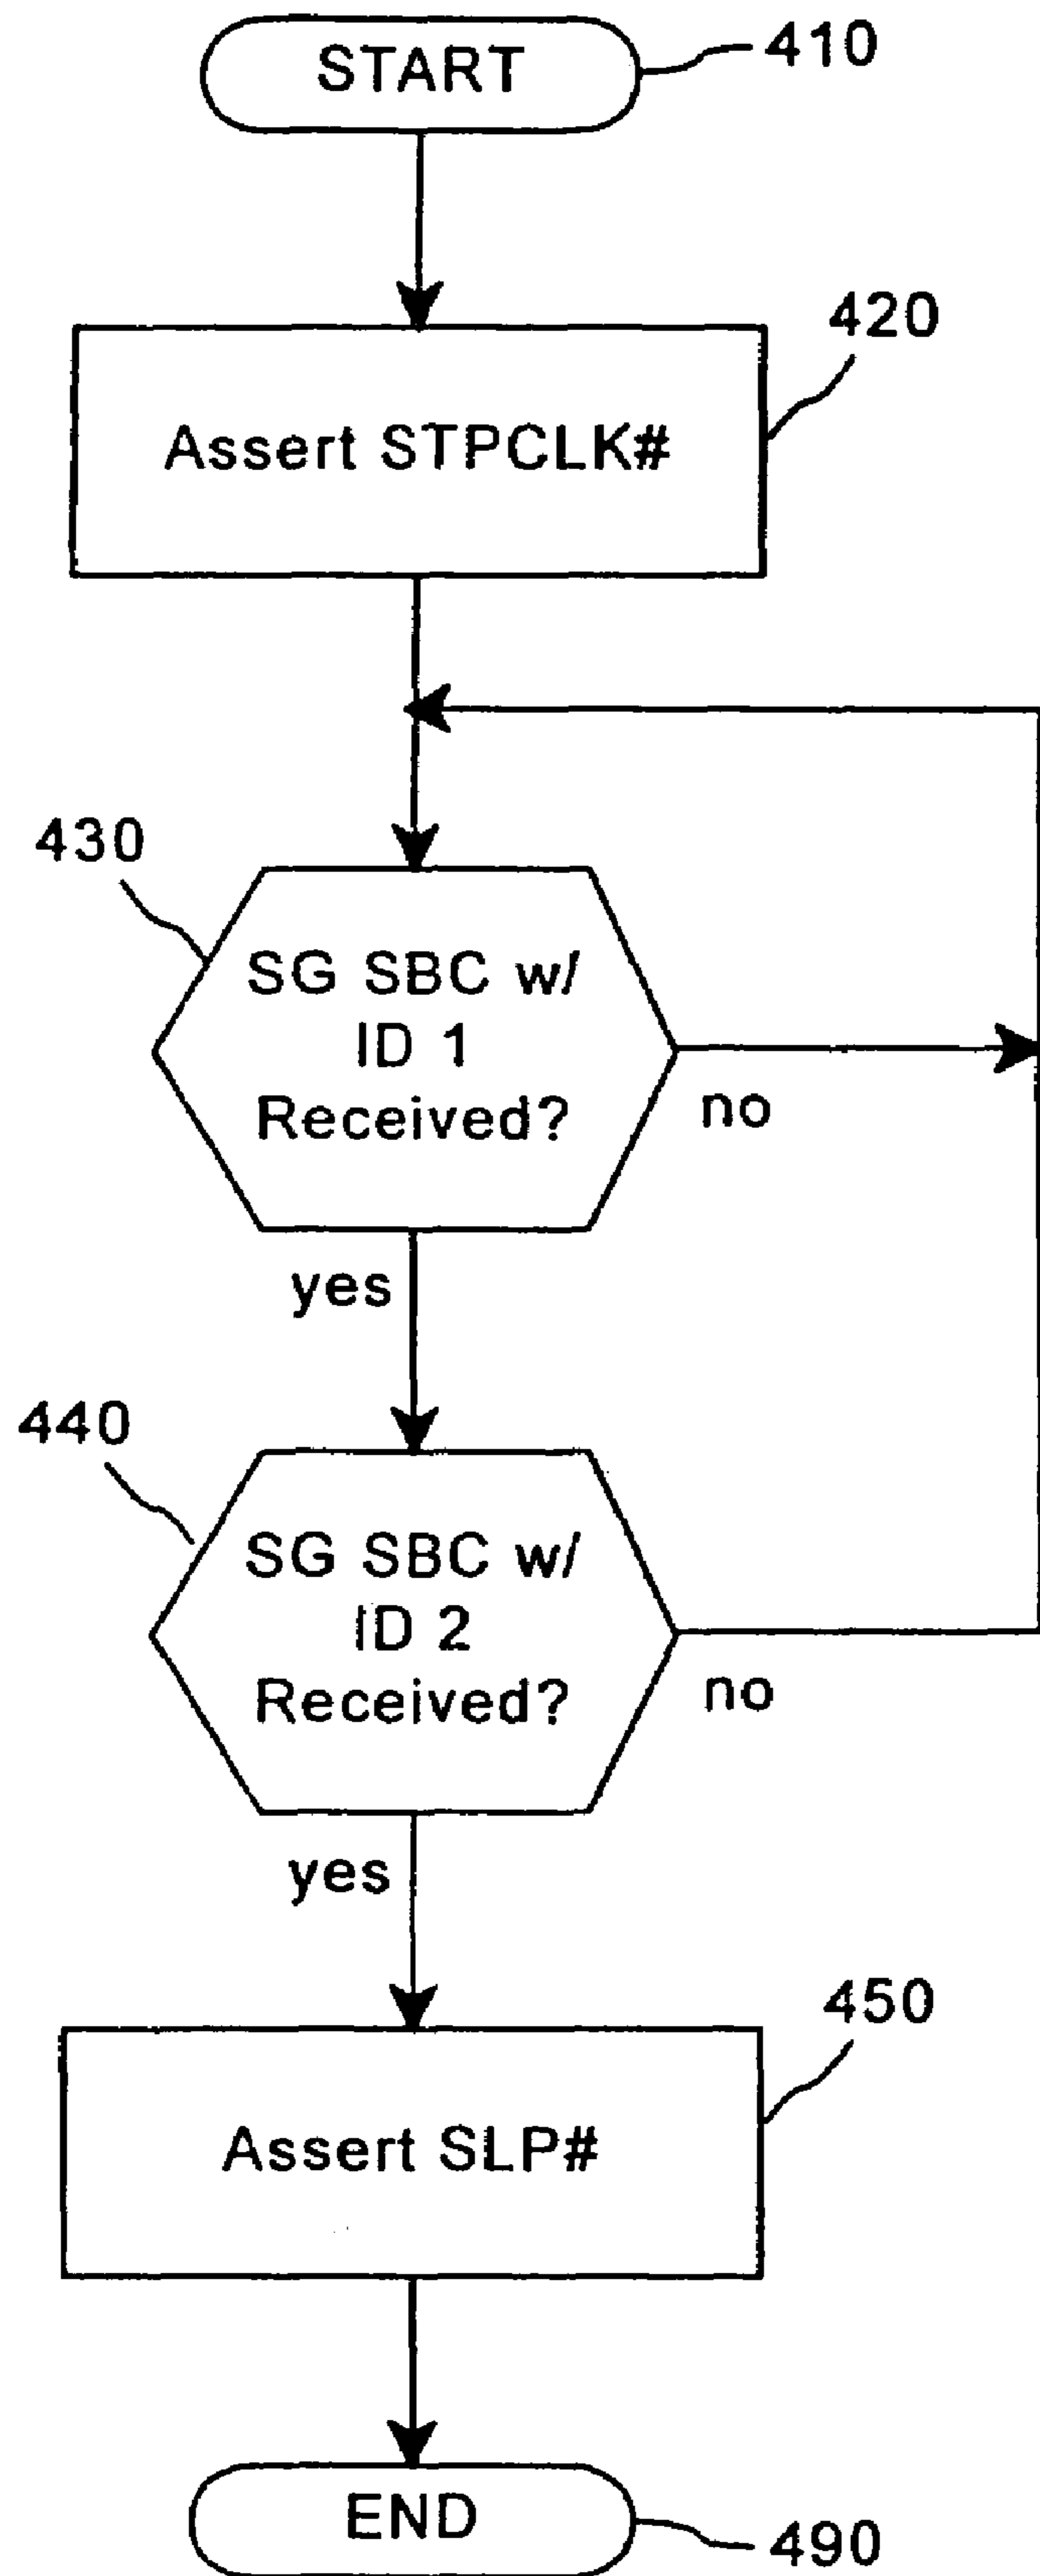 START
410
420
Assert STPCLK#
430
SG SBC w/
ID 1
Received?
no
yes
440
SG SBC w/
ID 2
Received?
no
yes
450
Assert SLP#
END
490